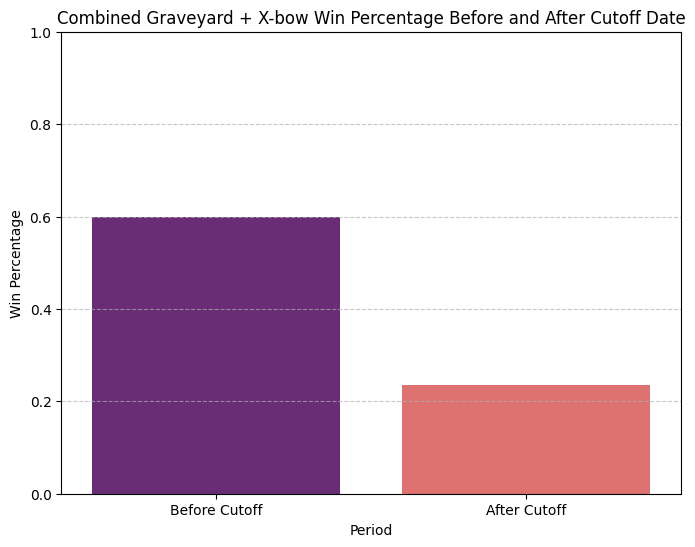 Combined Graveyard + X-bow Win Percentage Before and After Cutoff Date
1.0
0.8
0.6
0.4
0.2
0.0
Win Percentage
Before Cutoff
After Cutoff
Period